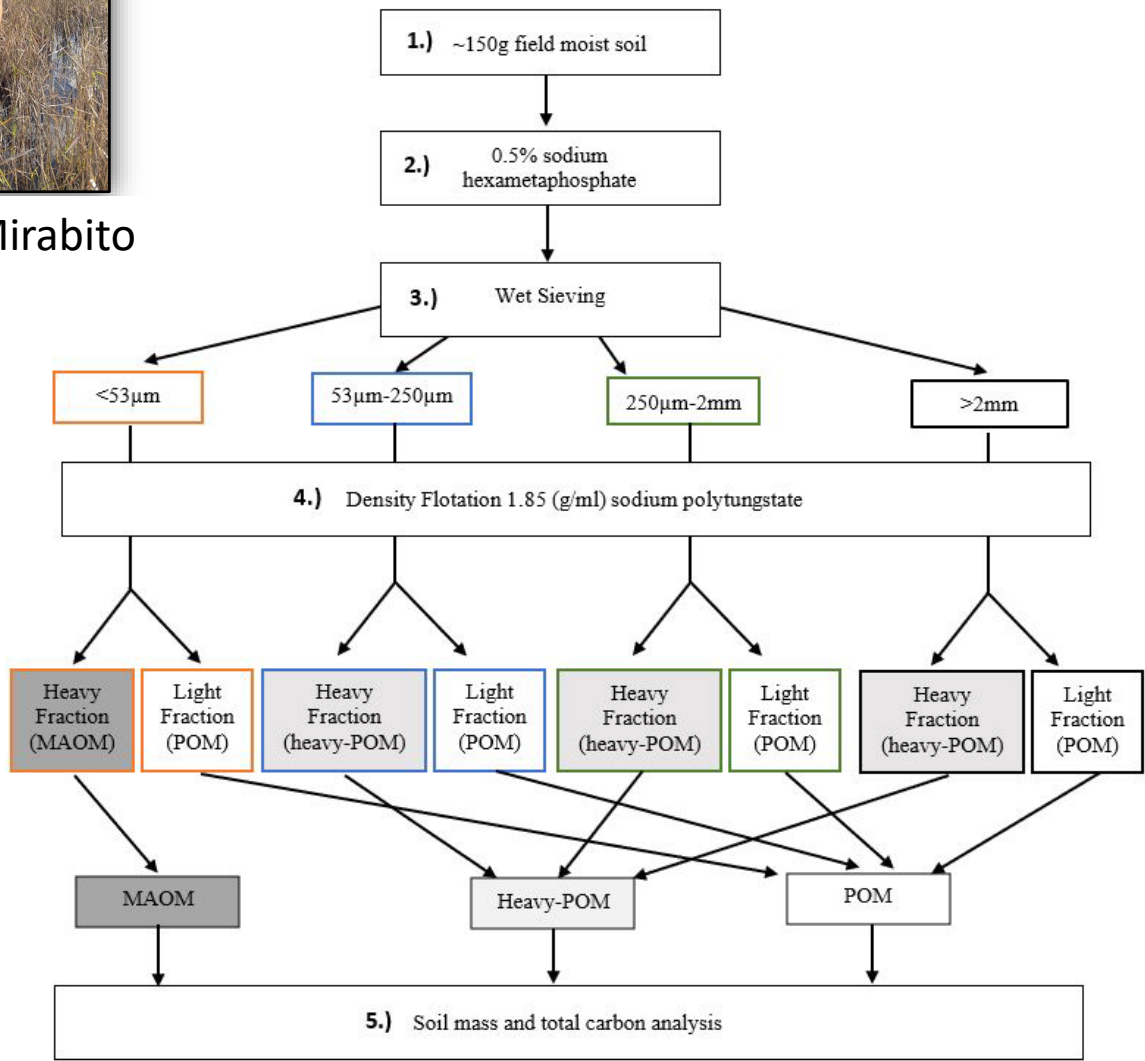 1.) ~150g field moist soil
2.) 0.5% sodium
hexametaphosphate
3.) Wet Sieving
<53µm
53µm-250µm
250µm-2mm
>2mm
4.) Density Flotation 1.85 (g/ml) sodium polytungstate
Heavy
Fraction
(MAOM)
Light
Fraction
(POM)
Heavy
Fraction
(heavy-POM)
Light
Fraction
(POM)
Heavy
Fraction
(heavy-POM)
Light
Fraction
(POM)
Heavy
Fraction
(heavy-POM)
Light
Fraction
(POM)
MAOM
Heavy-POM
POM
5.) Soil mass and total carbon analysis